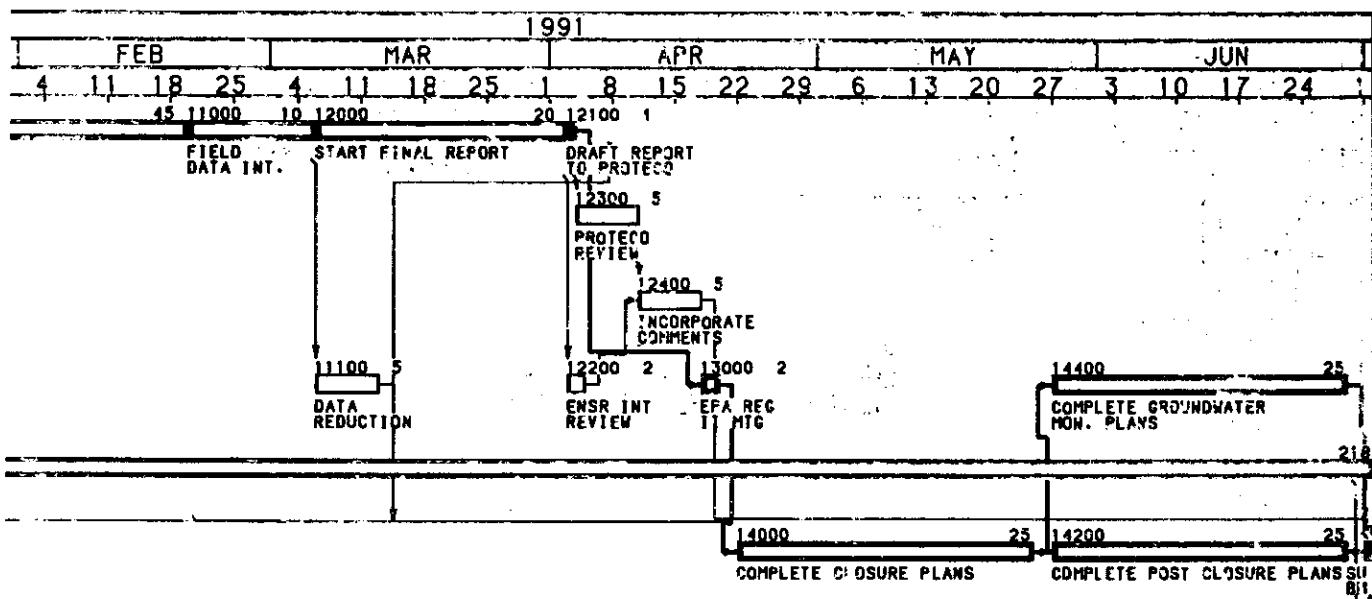 1991
FEB MAR APR MAY JUN
4 11 18 25 4 11 18 25 1 8 15 22 29 6 13 20 27 3 10 17 24 1
45 11000 10 12000 20 12100 1
FIELD START FINAL REPORT DRAFT REPORT
DATA INT. TO PROTECO
12300 5
PROTECO
REVIEW
12400 5
INCORPORATE
COMMENTS
11100 5 12200 2 13000 2 14400 25
DATA ENSR INT EPA REG COMPLETE GROUNDWATER
REDUCTION REVIEW II MTG MON. PLANS
218
14000 25 14200 25
COMPLETE CLOSURE PLANS COMPLETE POST CLOSURE PLANS SU